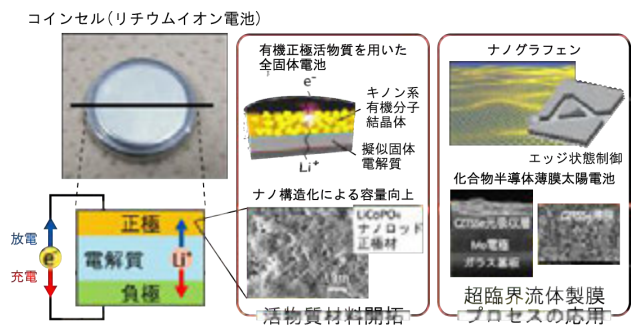 コインセル（リチウムイオン電池）
放電
充電
e⁻
正極
電解質
負極
Li⁺
有機正極活物質を用いた
全固体電池
e⁻
キノン系
有機分子
結晶体
擬似固体
電解質
Li⁺
ナノ構造化による容量向上
LiCoPO₄
ナノロッド
正極材
活物質材料開拓
ナノグラフェン
エッジ状態制御
化合物半導体薄膜太陽電池
Mo電極
ガラス基板
超臨界流体製膜
プロセスの応用